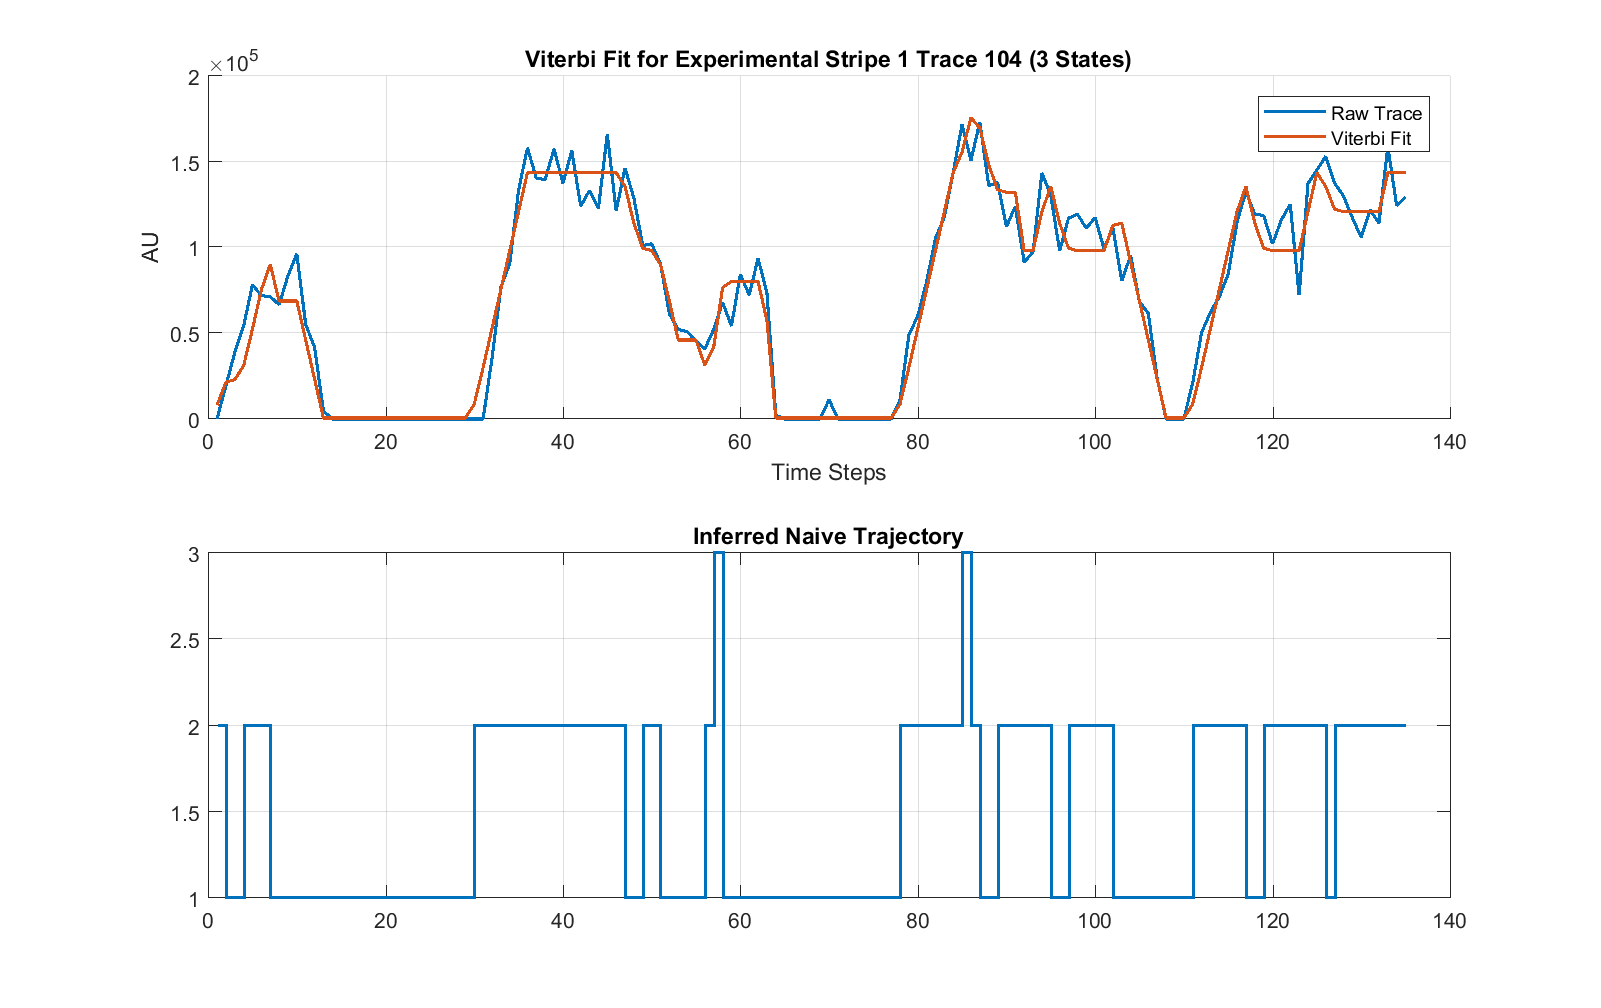 Viterbi Fit for Experimental Stripe 1 Trace 104 (3 States)
×10^5
2
1.5
1
0.5
0
AU
Raw Trace
Viterbi Fit
0 20 40 60 80 100 120 140
Time Steps
Inferred Naive Trajectory
3
2.5
2
1.5
1
0 20 40 60 80 100 120 140